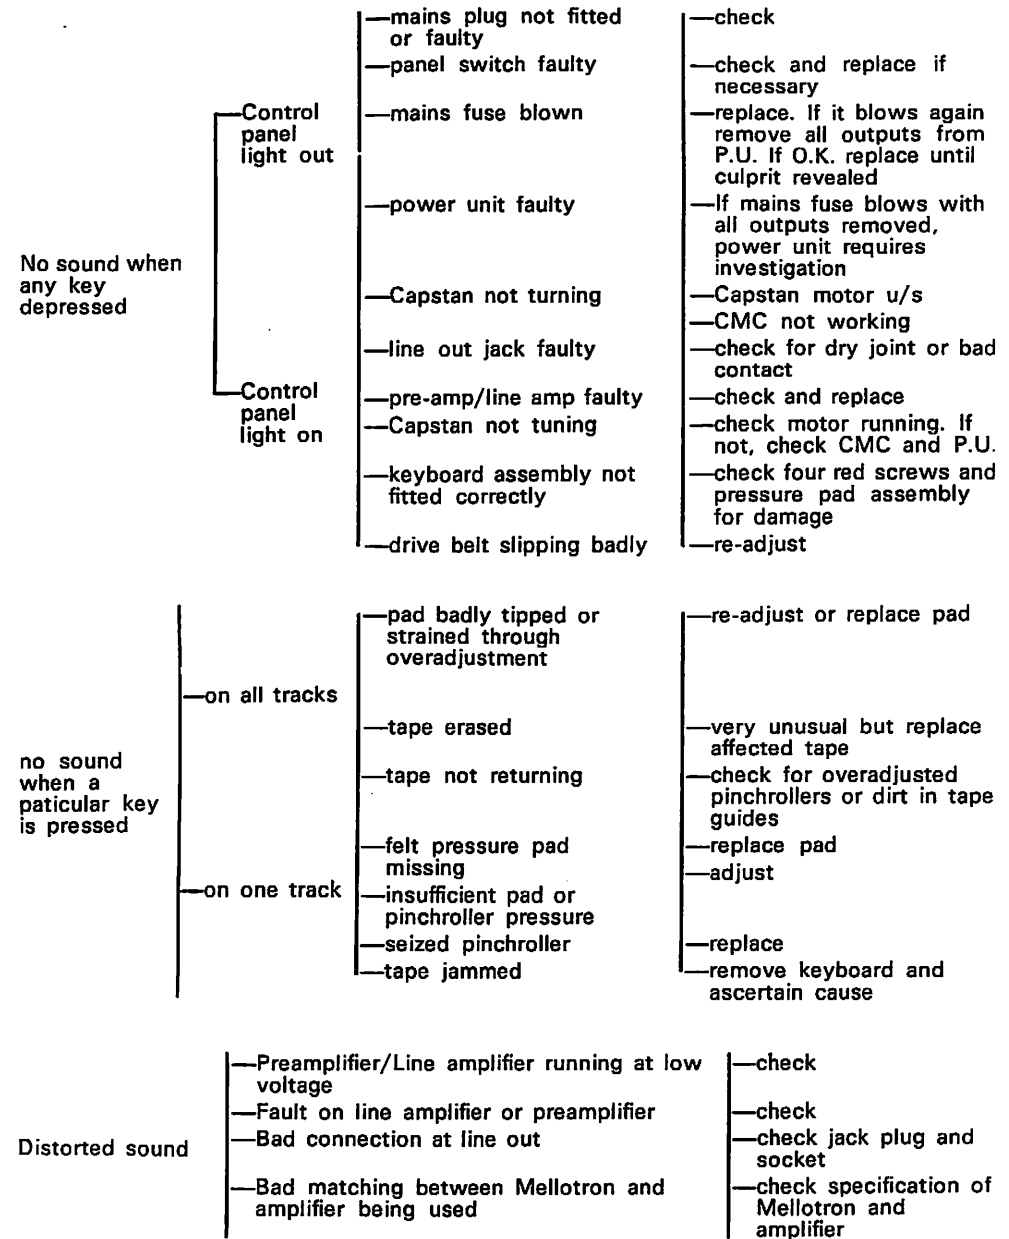 No sound when
any key
depressed
Control
panel
light out
—mains plug not fitted
or faulty
—check
—panel switch faulty
—check and replace if
necessary
—mains fuse blown
—replace. If it blows again
remove all outputs from
P.U. If O.K. replace until
culprit revealed
—power unit faulty
—If mains fuse blows with
all outputs removed,
power unit requires
investigation
Control
panel
light on
—Capstan not turning
—Capstan motor u/s
—CMC not working
—line out jack faulty
—check for dry joint or bad
contact
—pre-amp/line amp faulty
—check and replace
—Capstan not tuning
—check motor running. If
not, check CMC and P.U.
—keyboard assembly not
fitted correctly
—check four red screws and
pressure pad assembly
for damage
—drive belt slipping badly
—re-adjust
no sound
when a
paticular key
is pressed
—on all tracks
—pad badly tipped or
strained through
overadjustment
—re-adjust or replace pad
—tape erased
—very unusual but replace
affected tape
—tape not returning
—check for overadjusted
pinchrollers or dirt in tape
guides
—on one track
—felt pressure pad
missing
—replace pad
—insufficient pad or
pinchroller pressure
—adjust
—seized pinchroller
—replace
—tape jammed
—remove keyboard and
ascertain cause
Distorted sound
—Preamplifier/Line amplifier running at low
voltage
—check
—Fault on line amplifier or preamplifier
—check
—Bad connection at line out
—check jack plug and
socket
—Bad matching between Mellotron and
amplifier being used
—check specification of
Mellotron and
amplifier